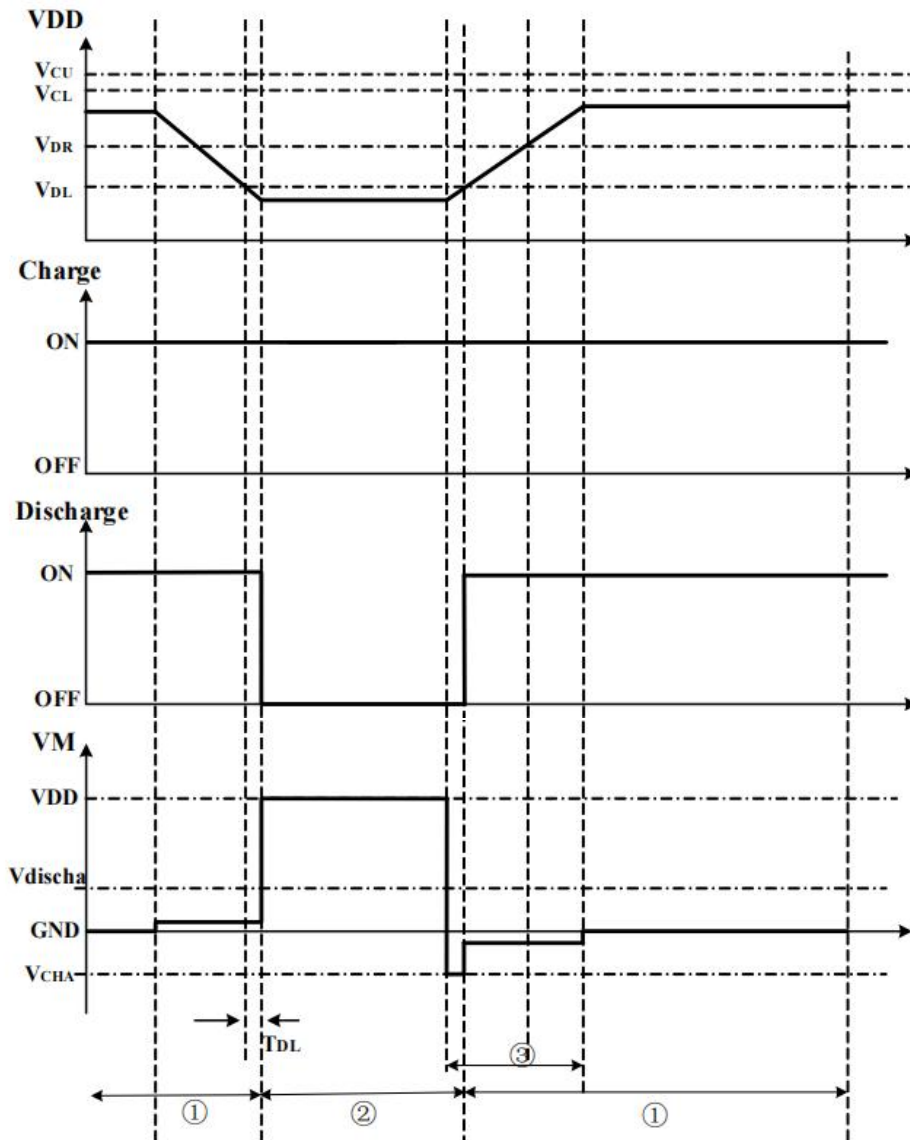 VDD
VCU
VCL
VDR
VDL
Charge
ON
OFF
Discharge
ON
OFF
VM
VDD
Vdischa
GND
VCHA
TDL
③
① ② ①